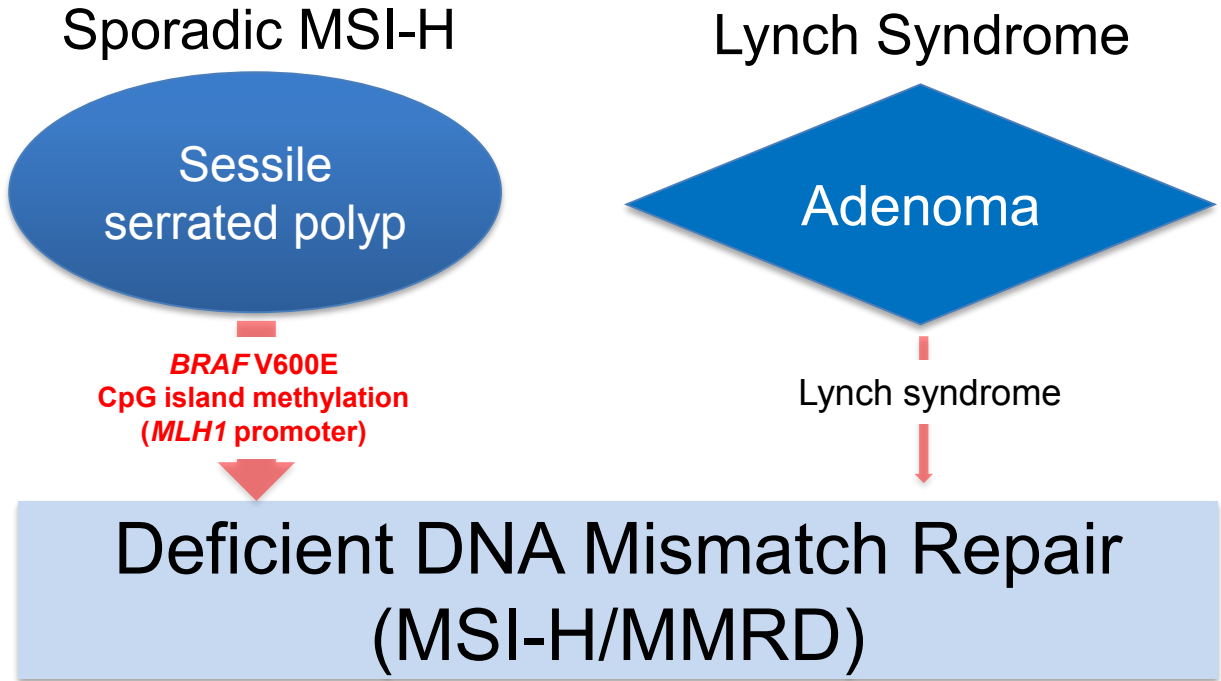 Sporadic MSI-H
Sessile
serrated polyp
BRAF V600E
CpG island methylation
(MLH1 promoter)
Lynch Syndrome
Adenoma
Lynch syndrome
Deficient DNA Mismatch Repair
(MSI-H/MMRD)